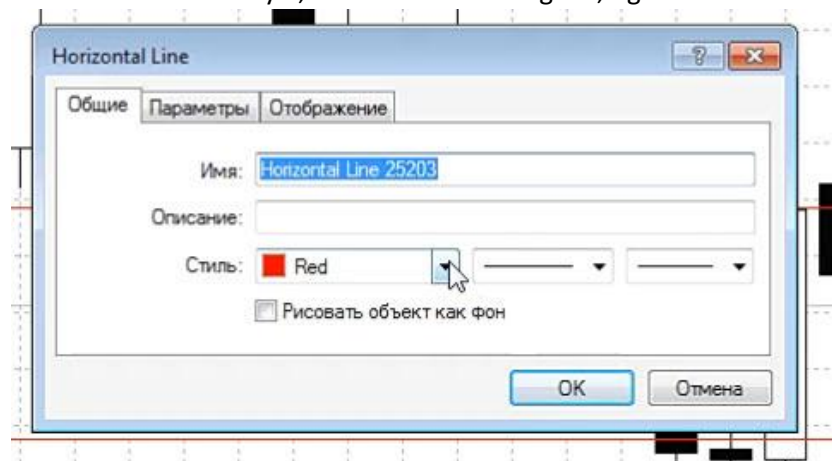 Horizontal Line
Общие Параметры Отображение
Имя: Horizontal Line 25203
Описание:
Стиль: Red
Рисовать объект как фон
OK Отмена